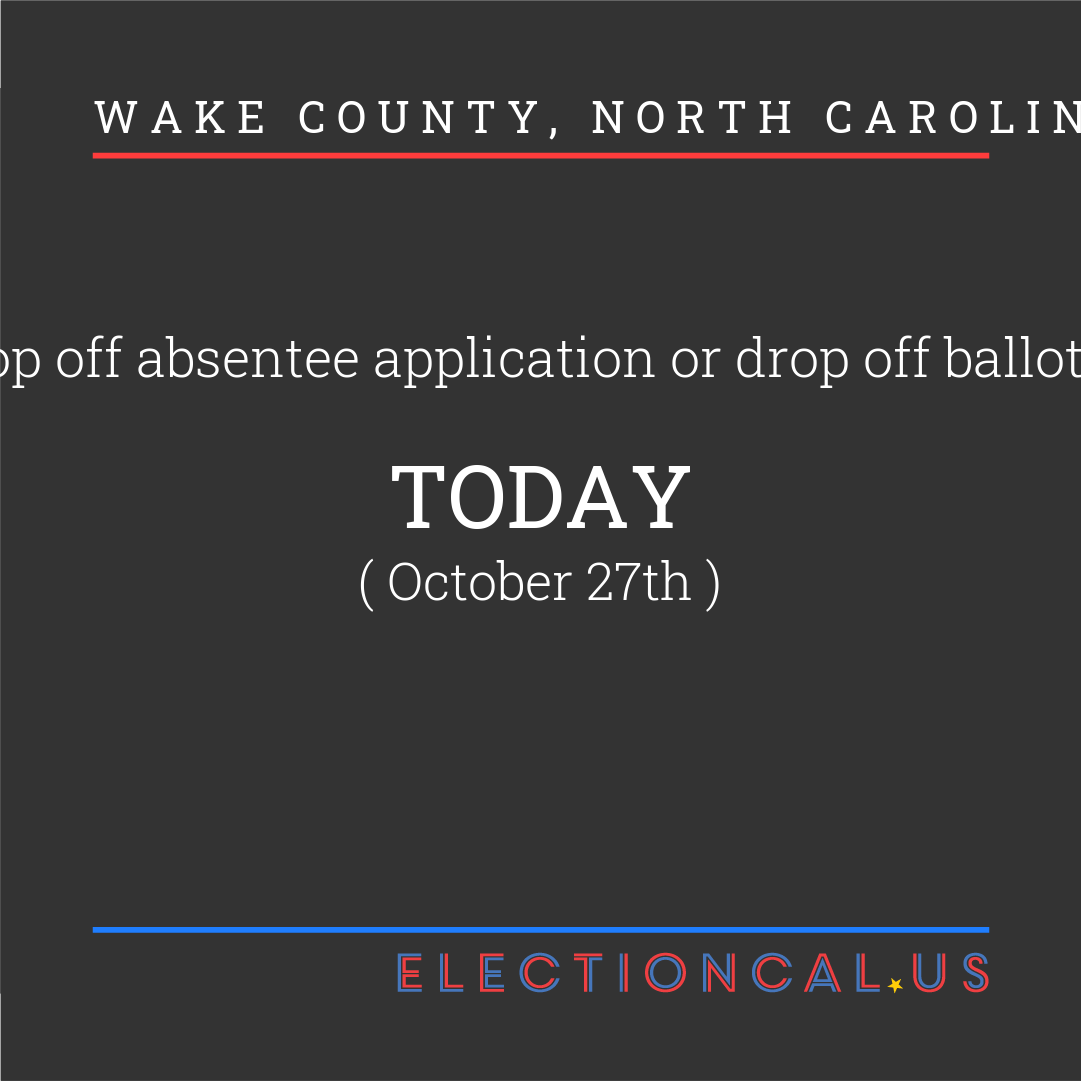 WAKE COUNTY, NORTH CAROLIN
op off absentee application or drop off ballot
TODAY
( October 27th )
ELECTIONCAL.US